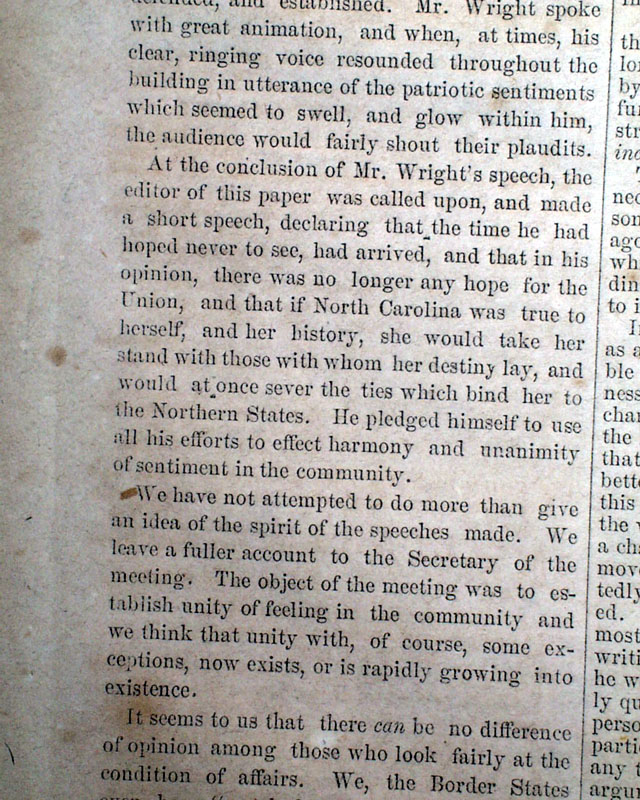 and established. Mr. Wright spoke
with great animation, and when, at times, his
clear, ringing voice resounded throughout the
building in utterance of the patriotic sentiments
which seemed to swell, and glow within him,
the audience would fairly shout their plaudits.
At the conclusion of Mr. Wright's speech, the
editor of this paper was called upon, and made
a short speech, declaring that the time he had
hoped never to see, had arrived, and that in his
opinion, there was no longer any hope for the
Union, and that if North Carolina was true to
herself, and her history, she would take her
stand with those with whom her destiny lay, and
would at once sever the ties which bind her to
the Northern States. He pledged himself to use
all his efforts to effect harmony and unanimity
of sentiment in the community.
We have not attempted to do more than give
an idea of the spirit of the speeches made. We
leave a fuller account to the Secretary of the
meeting. The object of the meeting was to es-
tablish unity of feeling in the community and
we think that unity with, of course, some ex-
ceptions, now exists, or is rapidly growing into
existence.
It seems to us that there can be no difference
of opinion among those who look fairly at the
condition of affairs. We, the Border States